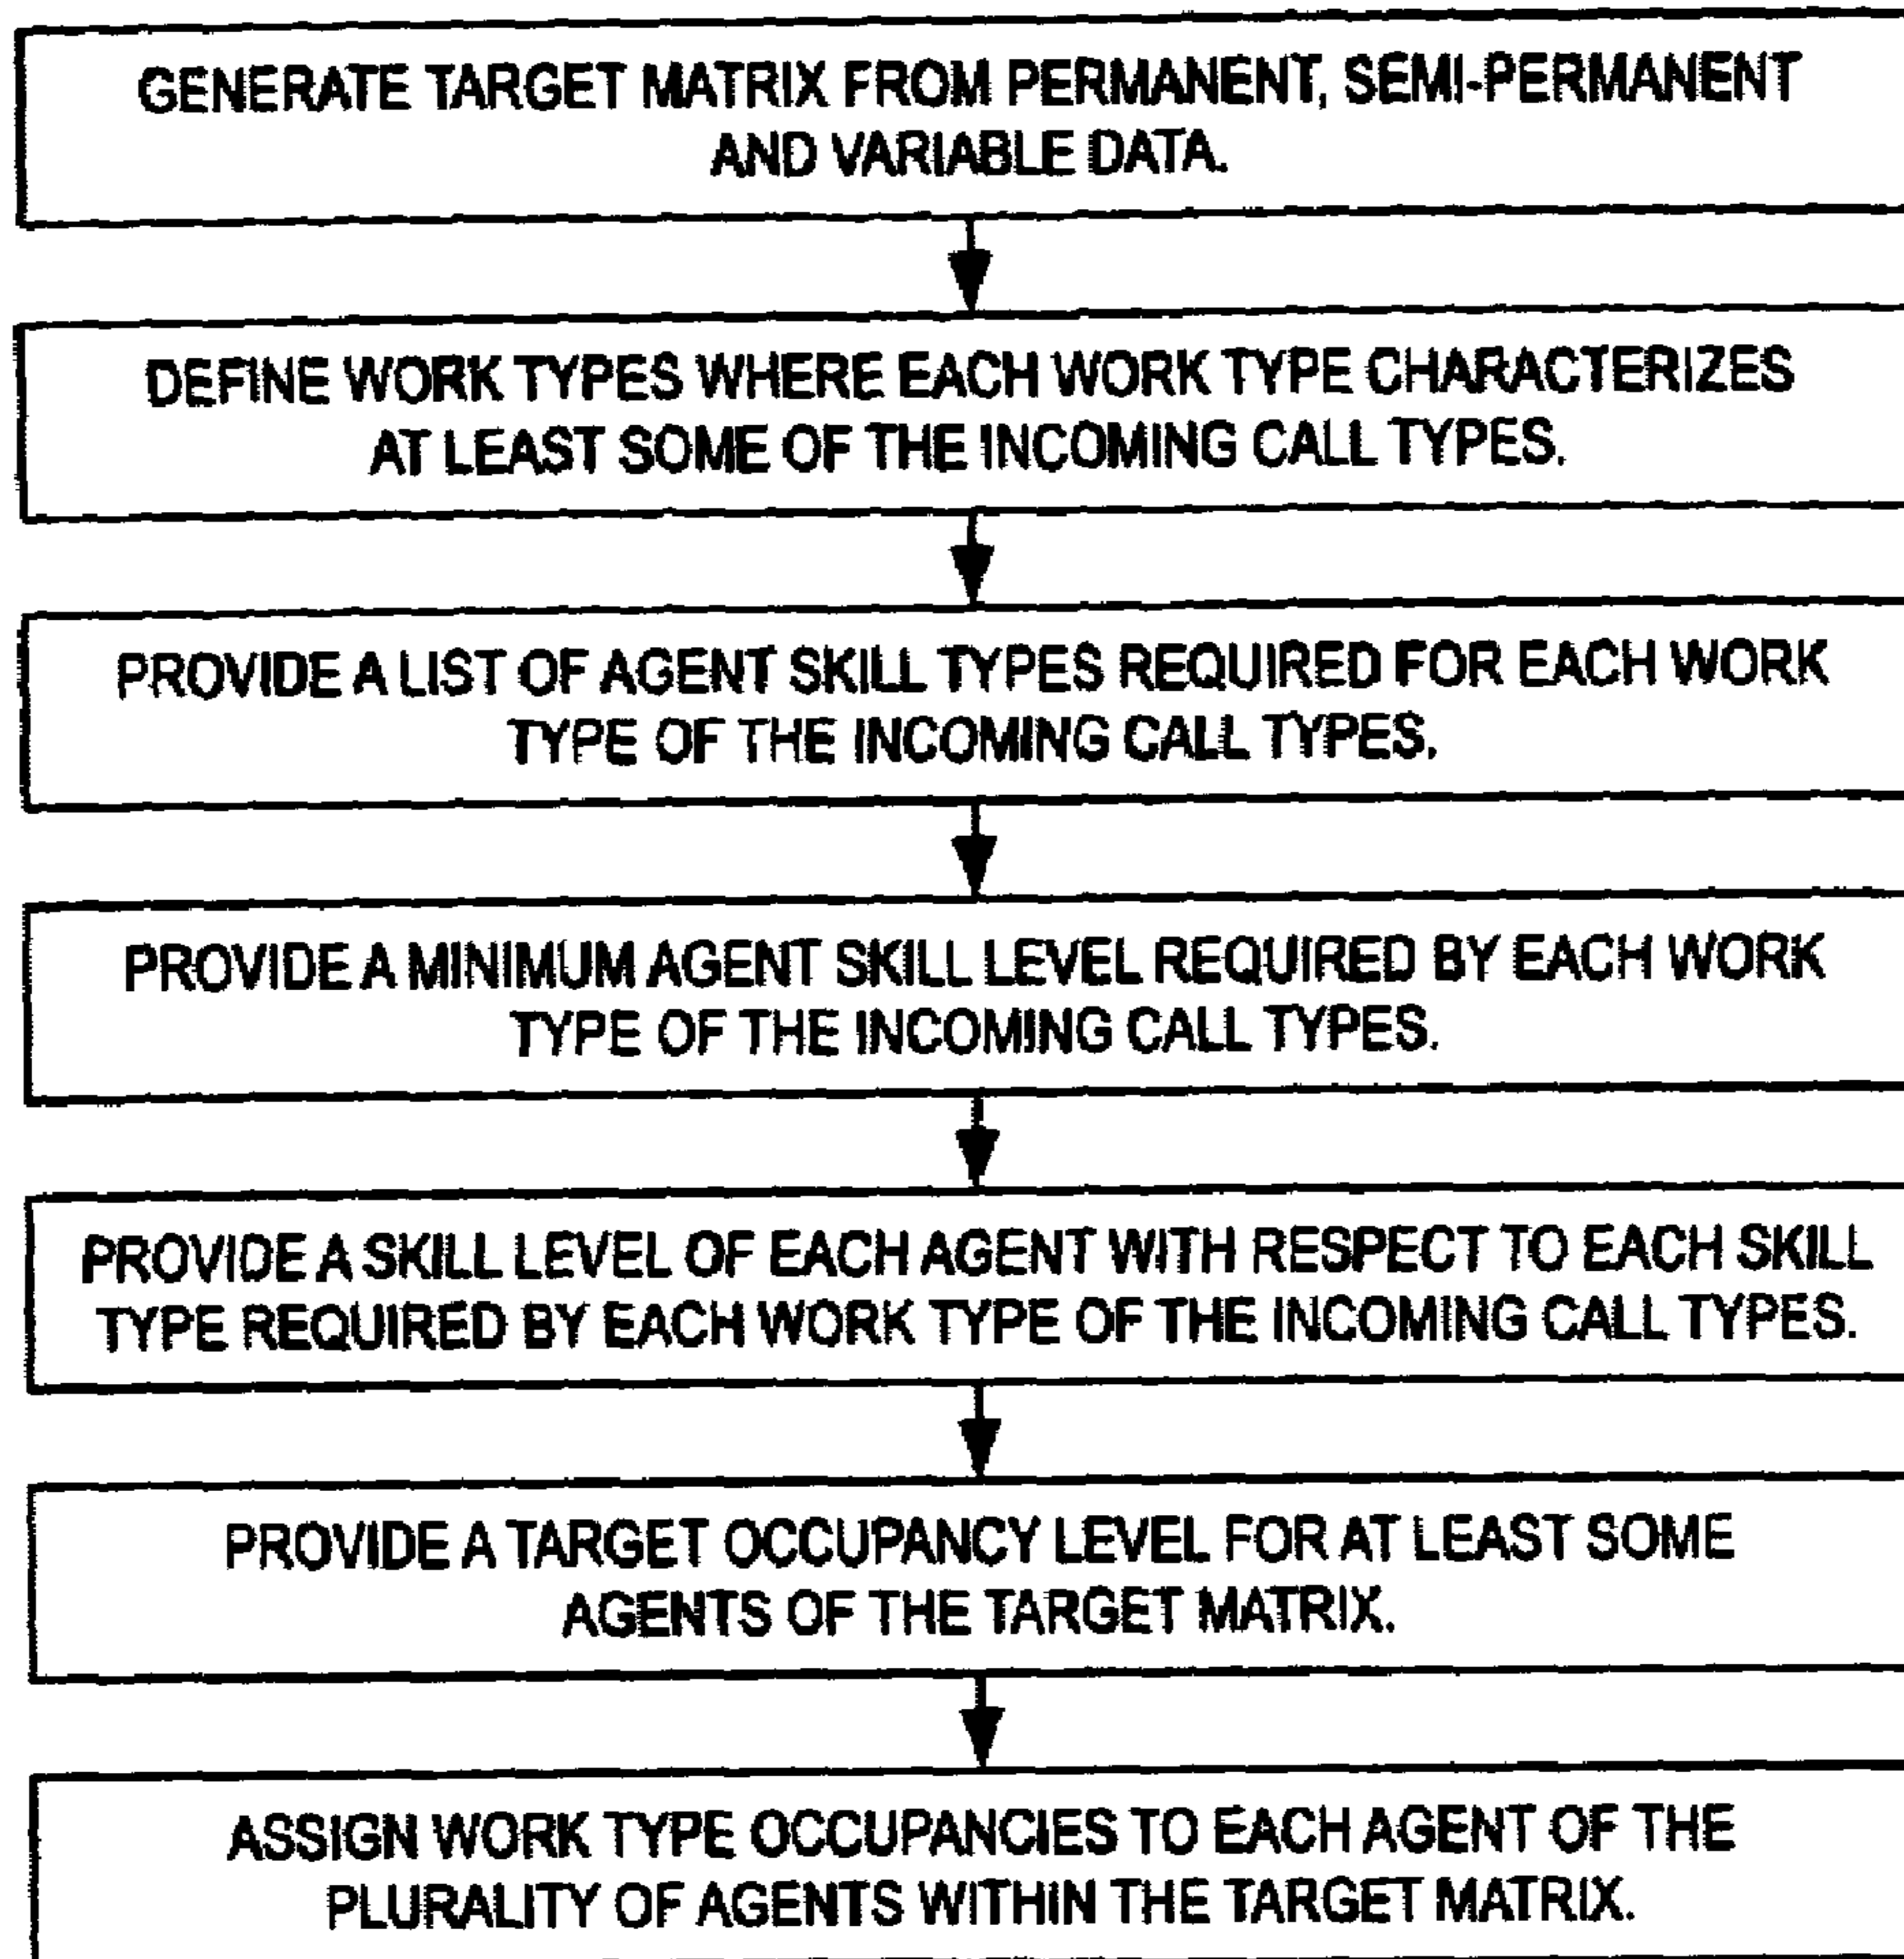 GENERATE TARGET MATRIX FROM PERMANENT, SEMI-PERMANENT
AND VARIABLE DATA.
DEFINE WORK TYPES WHERE EACH WORK TYPE CHARACTERIZES
AT LEAST SOME OF THE INCOMING CALL TYPES.
PROVIDE A LIST OF AGENT SKILL TYPES REQUIRED FOR EACH WORK
TYPE OF THE INCOMING CALL TYPES.
PROVIDE A MINIMUM AGENT SKILL LEVEL REQUIRED BY EACH WORK
TYPE OF THE INCOMING CALL TYPES.
PROVIDE A SKILL LEVEL OF EACH AGENT WITH RESPECT TO EACH SKILL
TYPE REQUIRED BY EACH WORK TYPE OF THE INCOMING CALL TYPES.
PROVIDE A TARGET OCCUPANCY LEVEL FOR AT LEAST SOME
AGENTS OF THE TARGET MATRIX.
ASSIGN WORK TYPE OCCUPANCIES TO EACH AGENT OF THE
PLURALITY OF AGENTS WITHIN THE TARGET MATRIX.